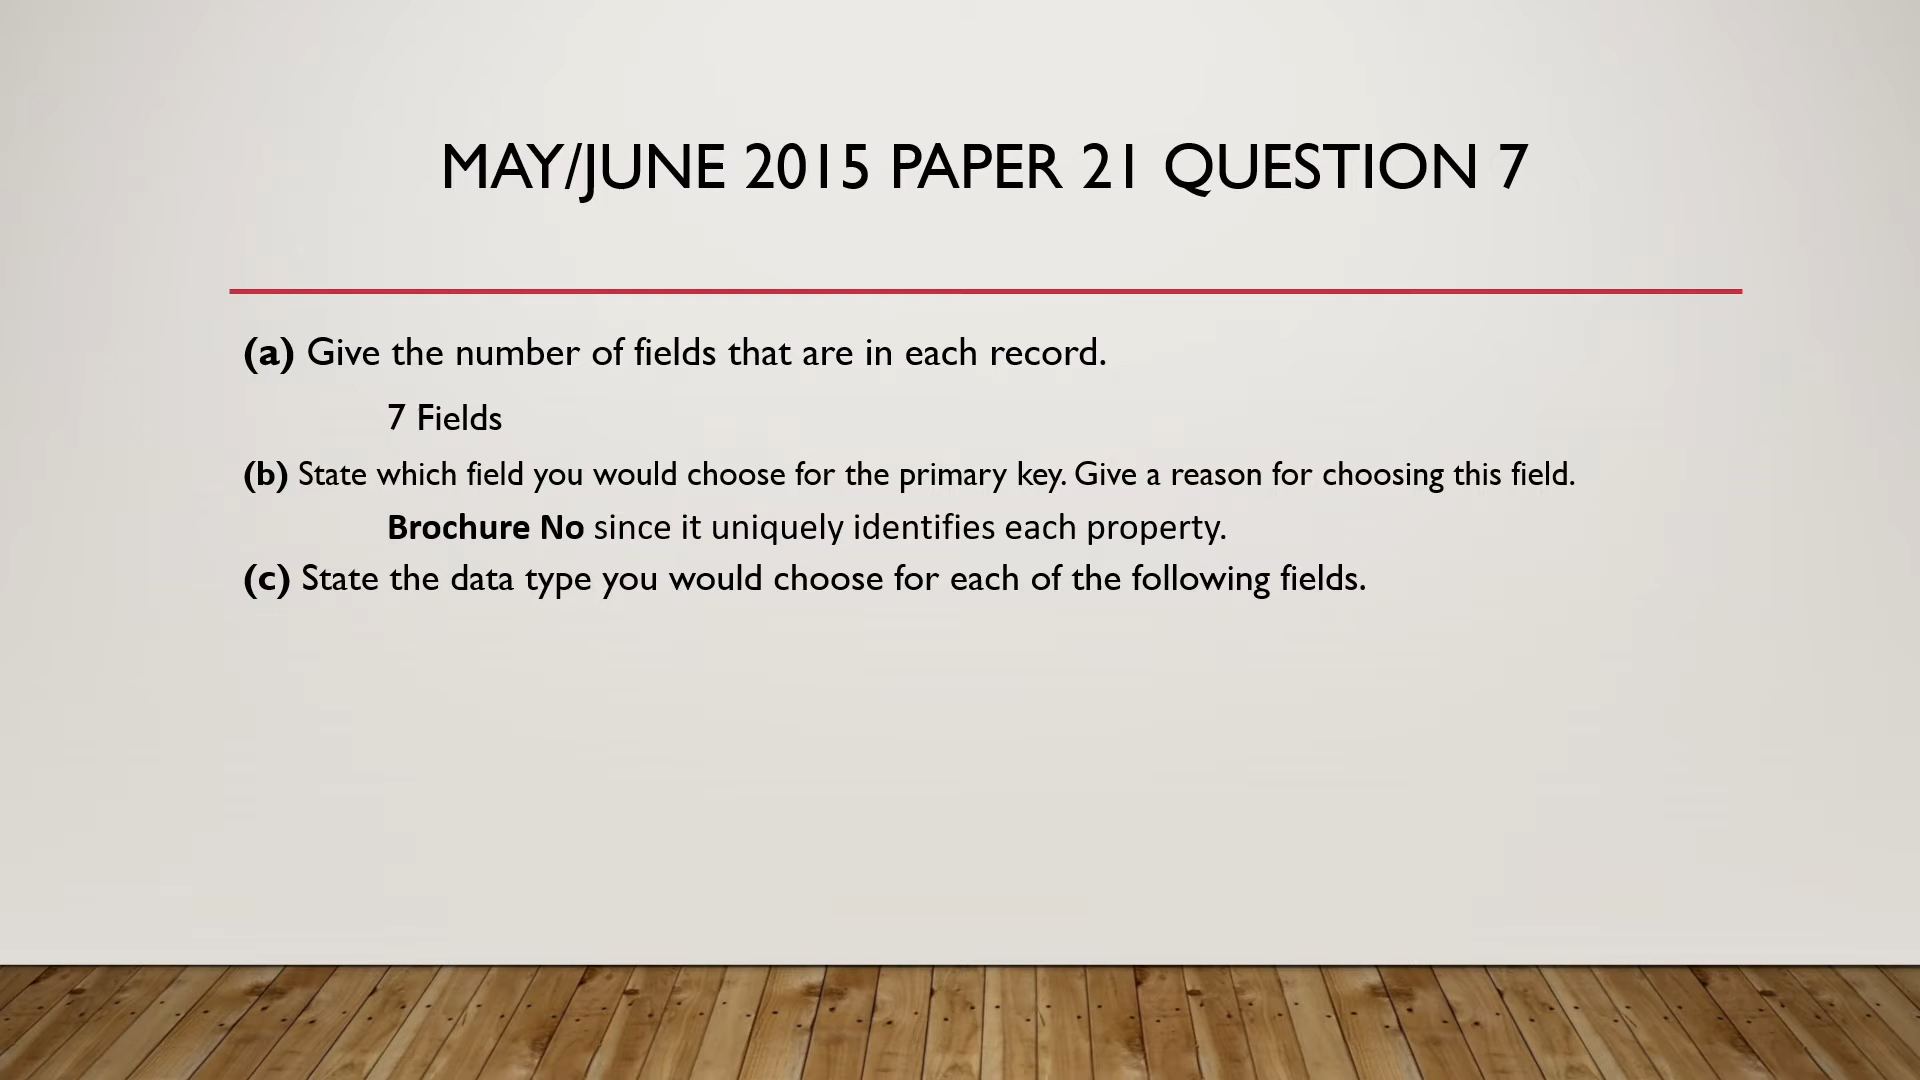 MAY/JUNE 2015 PAPER 21 QUESTION 7
(a) Give the number of fields that are in each record.
7 Fields
(b) State which field you would choose for the primary key. Give a reason for choosing this field.
Brochure No since it uniquely identifies each property.
(c) State the data type you would choose for each of the following fields.